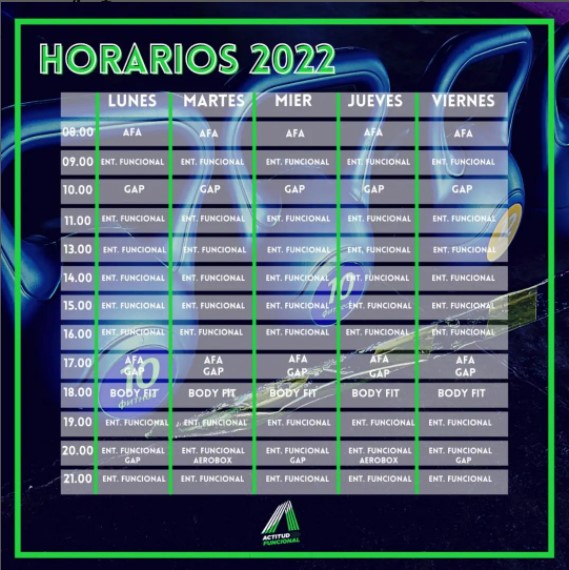 HORARIOS 2022
LUNES MARTES MIER JUEVES VIERNES
08.00 AFA AFA AFA AFA AFA
09.00 ENT. FUNCIONAL ENT. FUNCIONAL ENT. FUNCIONAL ENT. FUNCIONAL ENT. FUNCIONAL
10.00 GAP GAP GAP GAP GAP
11.00 ENT. FUNCIONAL ENT. FUNCIONAL ENT. FUNCIONAL ENT. FUNCIONAL ENT. FUNCIONAL
13.00 ENT. FUNCIONAL ENT. FUNCIONAL ENT. FUNCIONAL ENT. FUNCIONAL ENT. FUNCIONAL
14.00 ENT. FUNCIONAL ENT. FUNCIONAL ENT. FUNCIONAL ENT. FUNCIONAL ENT. FUNCIONAL
10
15.00 ENT. FUNCIONAL ENT. FUNCIONAL ENT. FUNCIONAL ENT. FUNCIONAL ENT. FUNCIONAL
16.00 ENT. FUNCIONAL ENT. FUNCIONAL ENT. FUNCIONAL ENT. FUNCIONAL ENT. FUNCIONAL
17.00 AFA AFA AFA AFA AFA
GAP GAP GAP GAP GAP
10
18.00 BODY FIT BODY FIT BODY FIT BODY FIT BODY FIT
19.00 ENT. FUNCIONAL ENT. FUNCIONAL ENT. FUNCIONAL ENT. FUNCIONAL ENT. FUNCIONAL
20.00 ENT. FUNCIONAL ENT. FUNCIONAL ENT. FUNCIONAL ENT. FUNCIONAL ENT. FUNCIONAL
GAP AEROBOX GAP AEROBOX GAP
21.00 ENT. FUNCIONAL ENT. FUNCIONAL ENT. FUNCIONAL ENT. FUNCIONAL ENT. FUNCIONAL
ACTITUD
FUNCIONAL